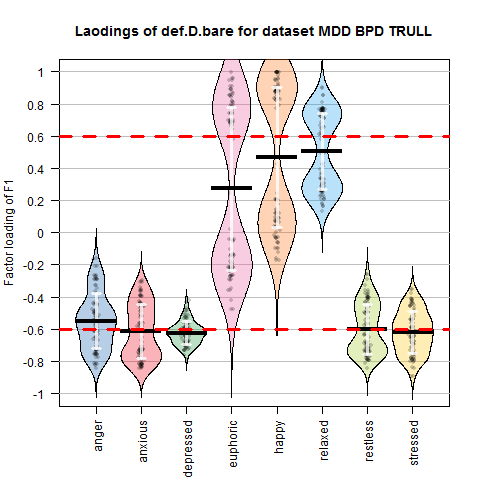 Laodings of def.D.bare for dataset MDD BPD TRULL
Factor loading of F1
1
0.8
0.6
0.4
0.2
0
-0.2
-0.4
-0.6
-0.8
-1
anger
anxious
depressed
euphoric
happy
relaxed
restless
stressed